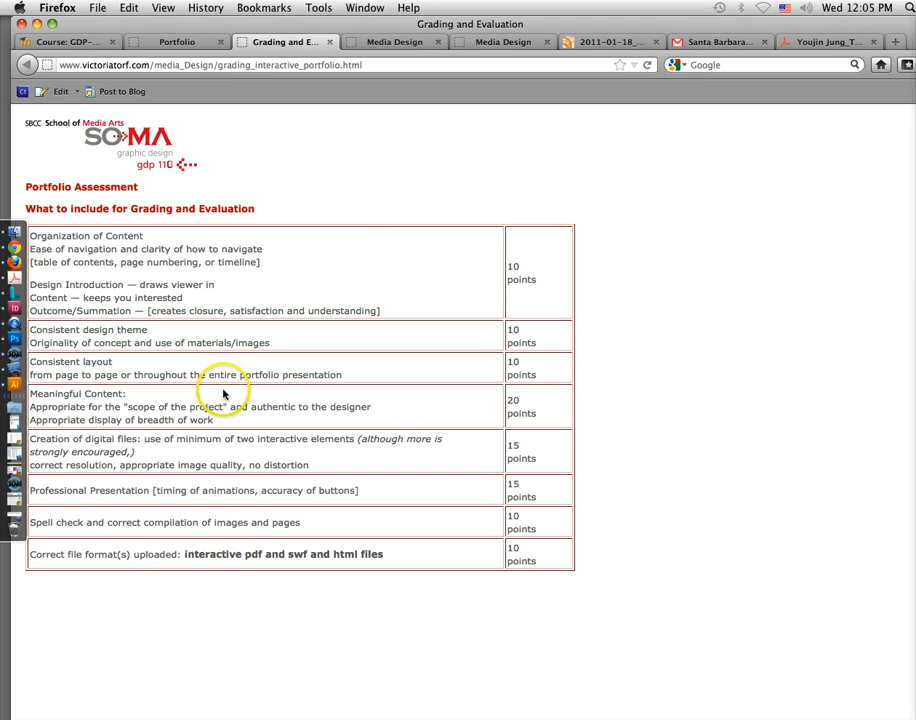 Firefox File Edit View History Bookmarks Tools Window Help Wed 12:05 PM
Grading and Evaluation
Course: GDP-... Portfolio Grading and E... Media Design Media Design 2011-01-18_... Santa Barbara... Youjin Jung_T...
www.victoriatorf.com/media_Design/grading_interactive_portfolio.html Google
Edit Post to Blog
SBCC School of Media Arts
SOMA
graphic design
gdp 110
Portfolio Assessment
What to include for Grading and Evaluation
Organization of Content
Ease of navigation and clarity of how to navigate
[table of contents, page numbering, or timeline]
Design Introduction — draws viewer in
Content — keeps you interested
Outcome/Summation — [creates closure, satisfaction and understanding]
10
points
Consistent design theme
Originality of concept and use of materials/images
10
points
Consistent layout
from page to page or throughout the entire portfolio presentation
10
points
Meaningful Content:
Appropriate for the "scope of the project" and authentic to the designer
Appropriate display of breadth of work
20
points
Creation of digital files: use of minimum of two interactive elements (although more is
strongly encouraged,)
correct resolution, appropriate image quality, no distortion
15
points
Professional Presentation [timing of animations, accuracy of buttons]
15
points
Spell check and correct compilation of images and pages
10
points
Correct file format(s) uploaded: interactive pdf and swf and html files
10
points